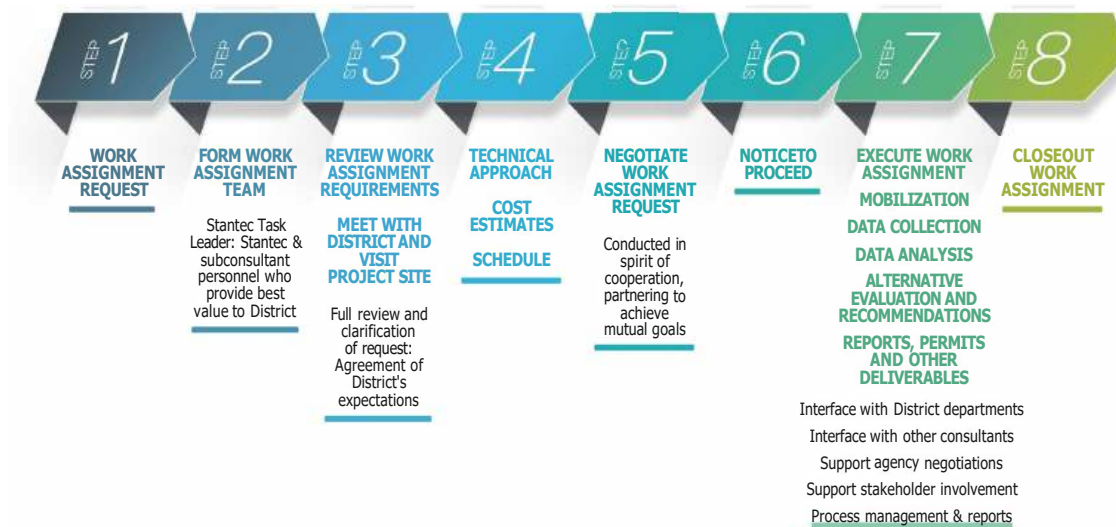 STEP 1
STEP 2
STEP 3
STEP 4
STEP 5
STEP 6
STEP 7
STEP 8
WORK
ASSIGNMENT
REQUEST
FORM WORK
ASSIGNMENT
TEAM
Stantec Task
Leader: Stantec &
subconsultant
personnel who
provide best
value to District
REVIEW WORK
ASSIGNMENT
REQUIREMENTS
MEET WITH
DISTRICT AND
VISIT
PROJECT SITE
Full review and
clarification
of request:
Agreement of
District's
expectations
TECHNICAL
APPROACH
COST
ESTIMATES
SCHEDULE
NEGOTIATE
WORK
ASSIGNMENT
REQUEST
Conducted in
spirit of
cooperation,
partnering to
achieve
mutual goals
NOTICETO
PROCEED
EXECUTE WORK
ASSIGNMENT
MOBILIZATION
DATA COLLECTION
DATA ANALYSIS
ALTERNATIVE
EVALUATION AND
RECOMMENDATIONS
REPORTS, PERMITS
AND OTHER
DELIVERABLES
Interface with District departments
Interface with other consultants
Support agency negotiations
Support stakeholder involvement
Process management & reports
CLOSEOUT
WORK
ASSIGNMENT